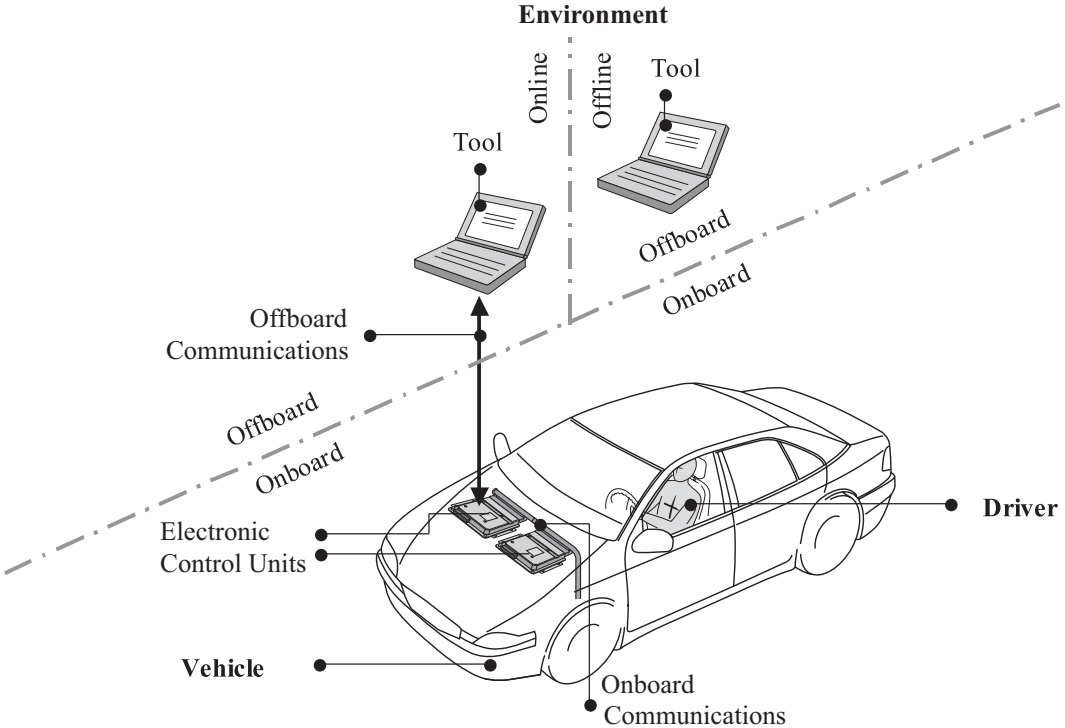 Environment
Online
Offline
Tool
Tool
Offboard
Onboard
Offboard
Communications
Offboard
Onboard
Electronic
Control Units
Driver
Vehicle
Onboard
Communications